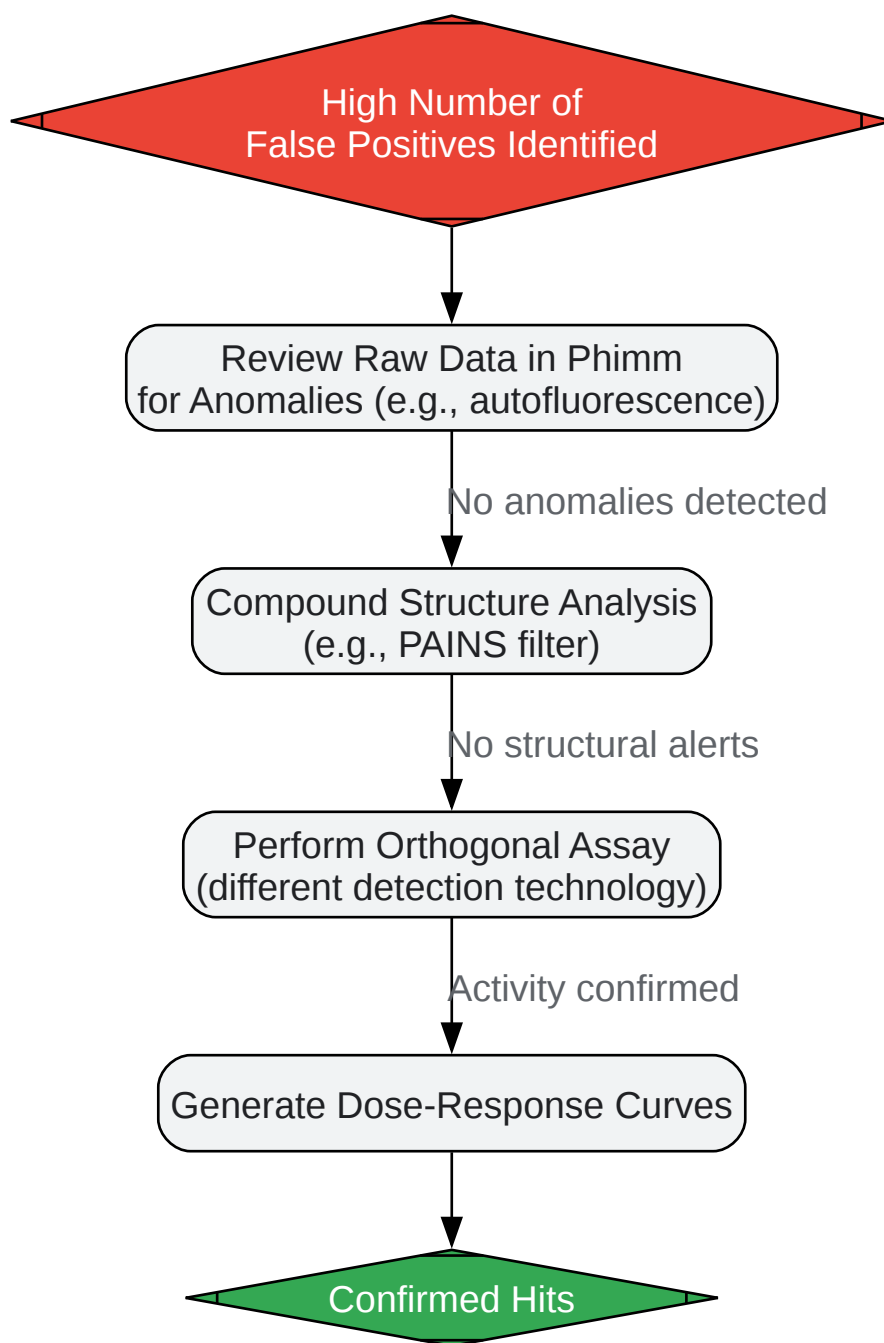 High Number of
False Positives Identified
Review Raw Data in Phimm
for Anomalies (e.g., autofluorescence)
No anomalies detected
Compound Structure Analysis
(e.g., PAINS filter)
No structural alerts
Perform Orthogonal Assay
(different detection technology)
Activity confirmed
Generate Dose-Response Curves
Confirmed Hits